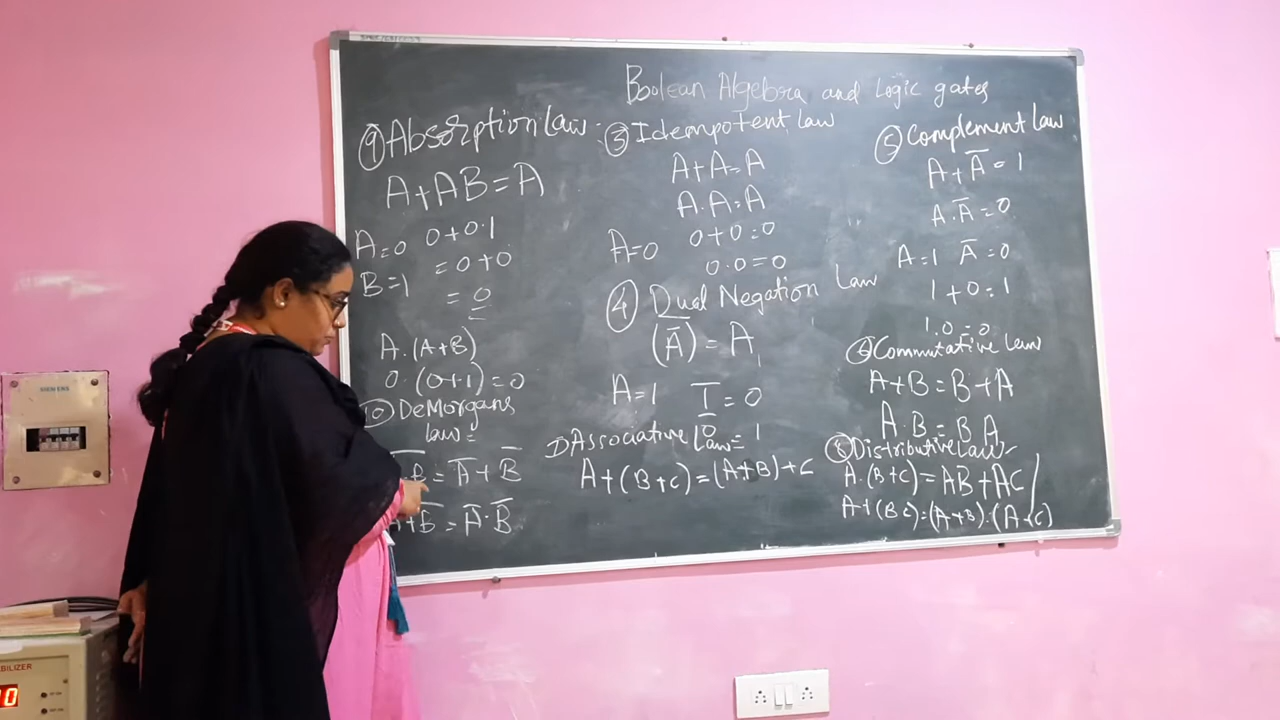 Boolean Algebra and Logic gates
⑨ Absorption Law
A+AB=A
A=0 0+0.1
B=1 =0+0
=0
A.(A+B)
0.(0+1)=0
⑩ DeMorgans
law=
B̅=A̅+B̅
A+B̅=A̅.B̅
③ Idempotent Law
A+A=A
A.A=A
A=0 0+0=0
0.0=0
④ Dual Negation Law
(A̅)=A
A=1 1̅=0
0̅=1
Associative Law=
A+(B+C)=(A+B)+C
⑤ Complement Law
A+A̅=1
A.A̅=0
A=1 A̅=0
1+0=1
1.0=0
⑥ Commutative Law
A+B=B+A
A.B=B.A
⑧ Distributive Law-
A.(B+C)=AB+AC/
A+(BC)=(A+B).(A+C)
SIEMENS